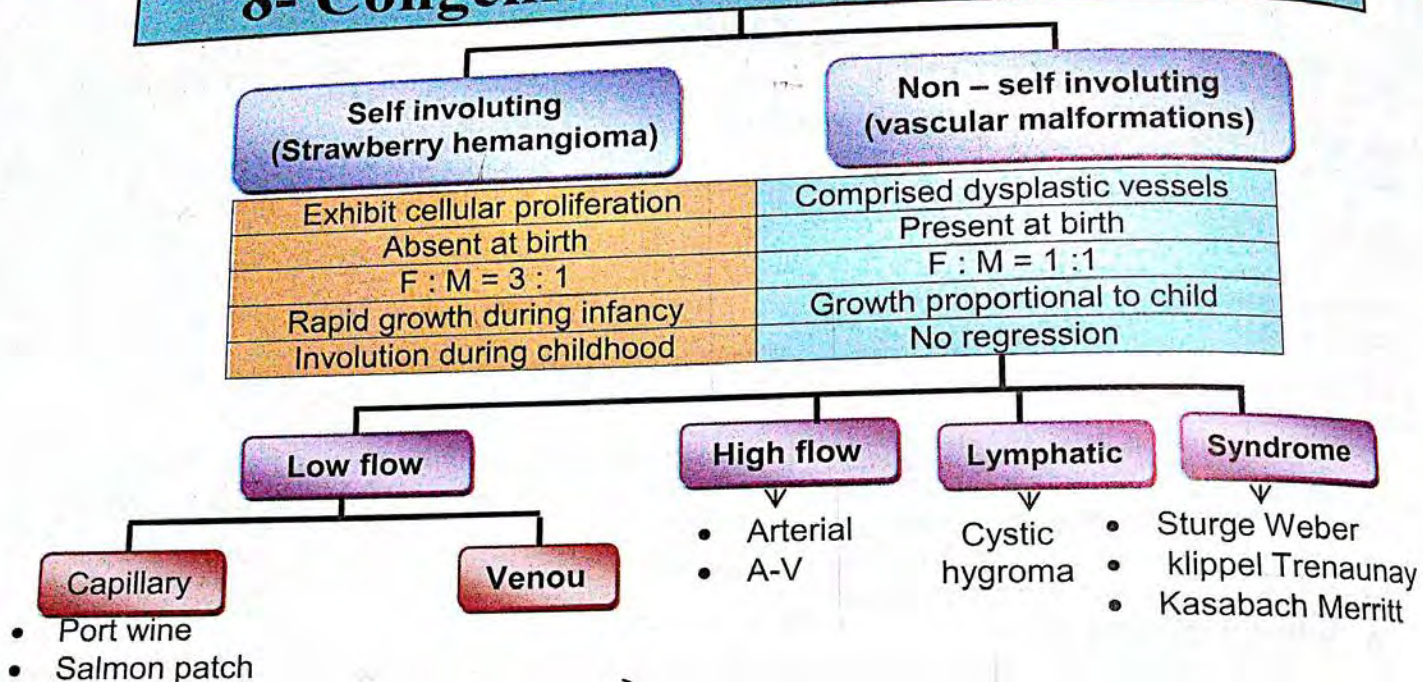 8- Congeni
Self involuting
(Strawberry hemangioma)
Non – self involuting
(vascular malformations)
Exhibit cellular proliferation
Comprised dysplastic vessels
Absent at birth
Present at birth
F : M = 3 : 1
F : M = 1 :1
Rapid growth during infancy
Growth proportional to child
Involution during childhood
No regression
Low flow
High flow
Lymphatic
Syndrome
Capillary
Venou
• Port wine
• Salmon patch
• Arterial
• A-V
Cystic
hygroma
• Sturge Weber
• klippel Trenaunay
• Kasabach Merritt